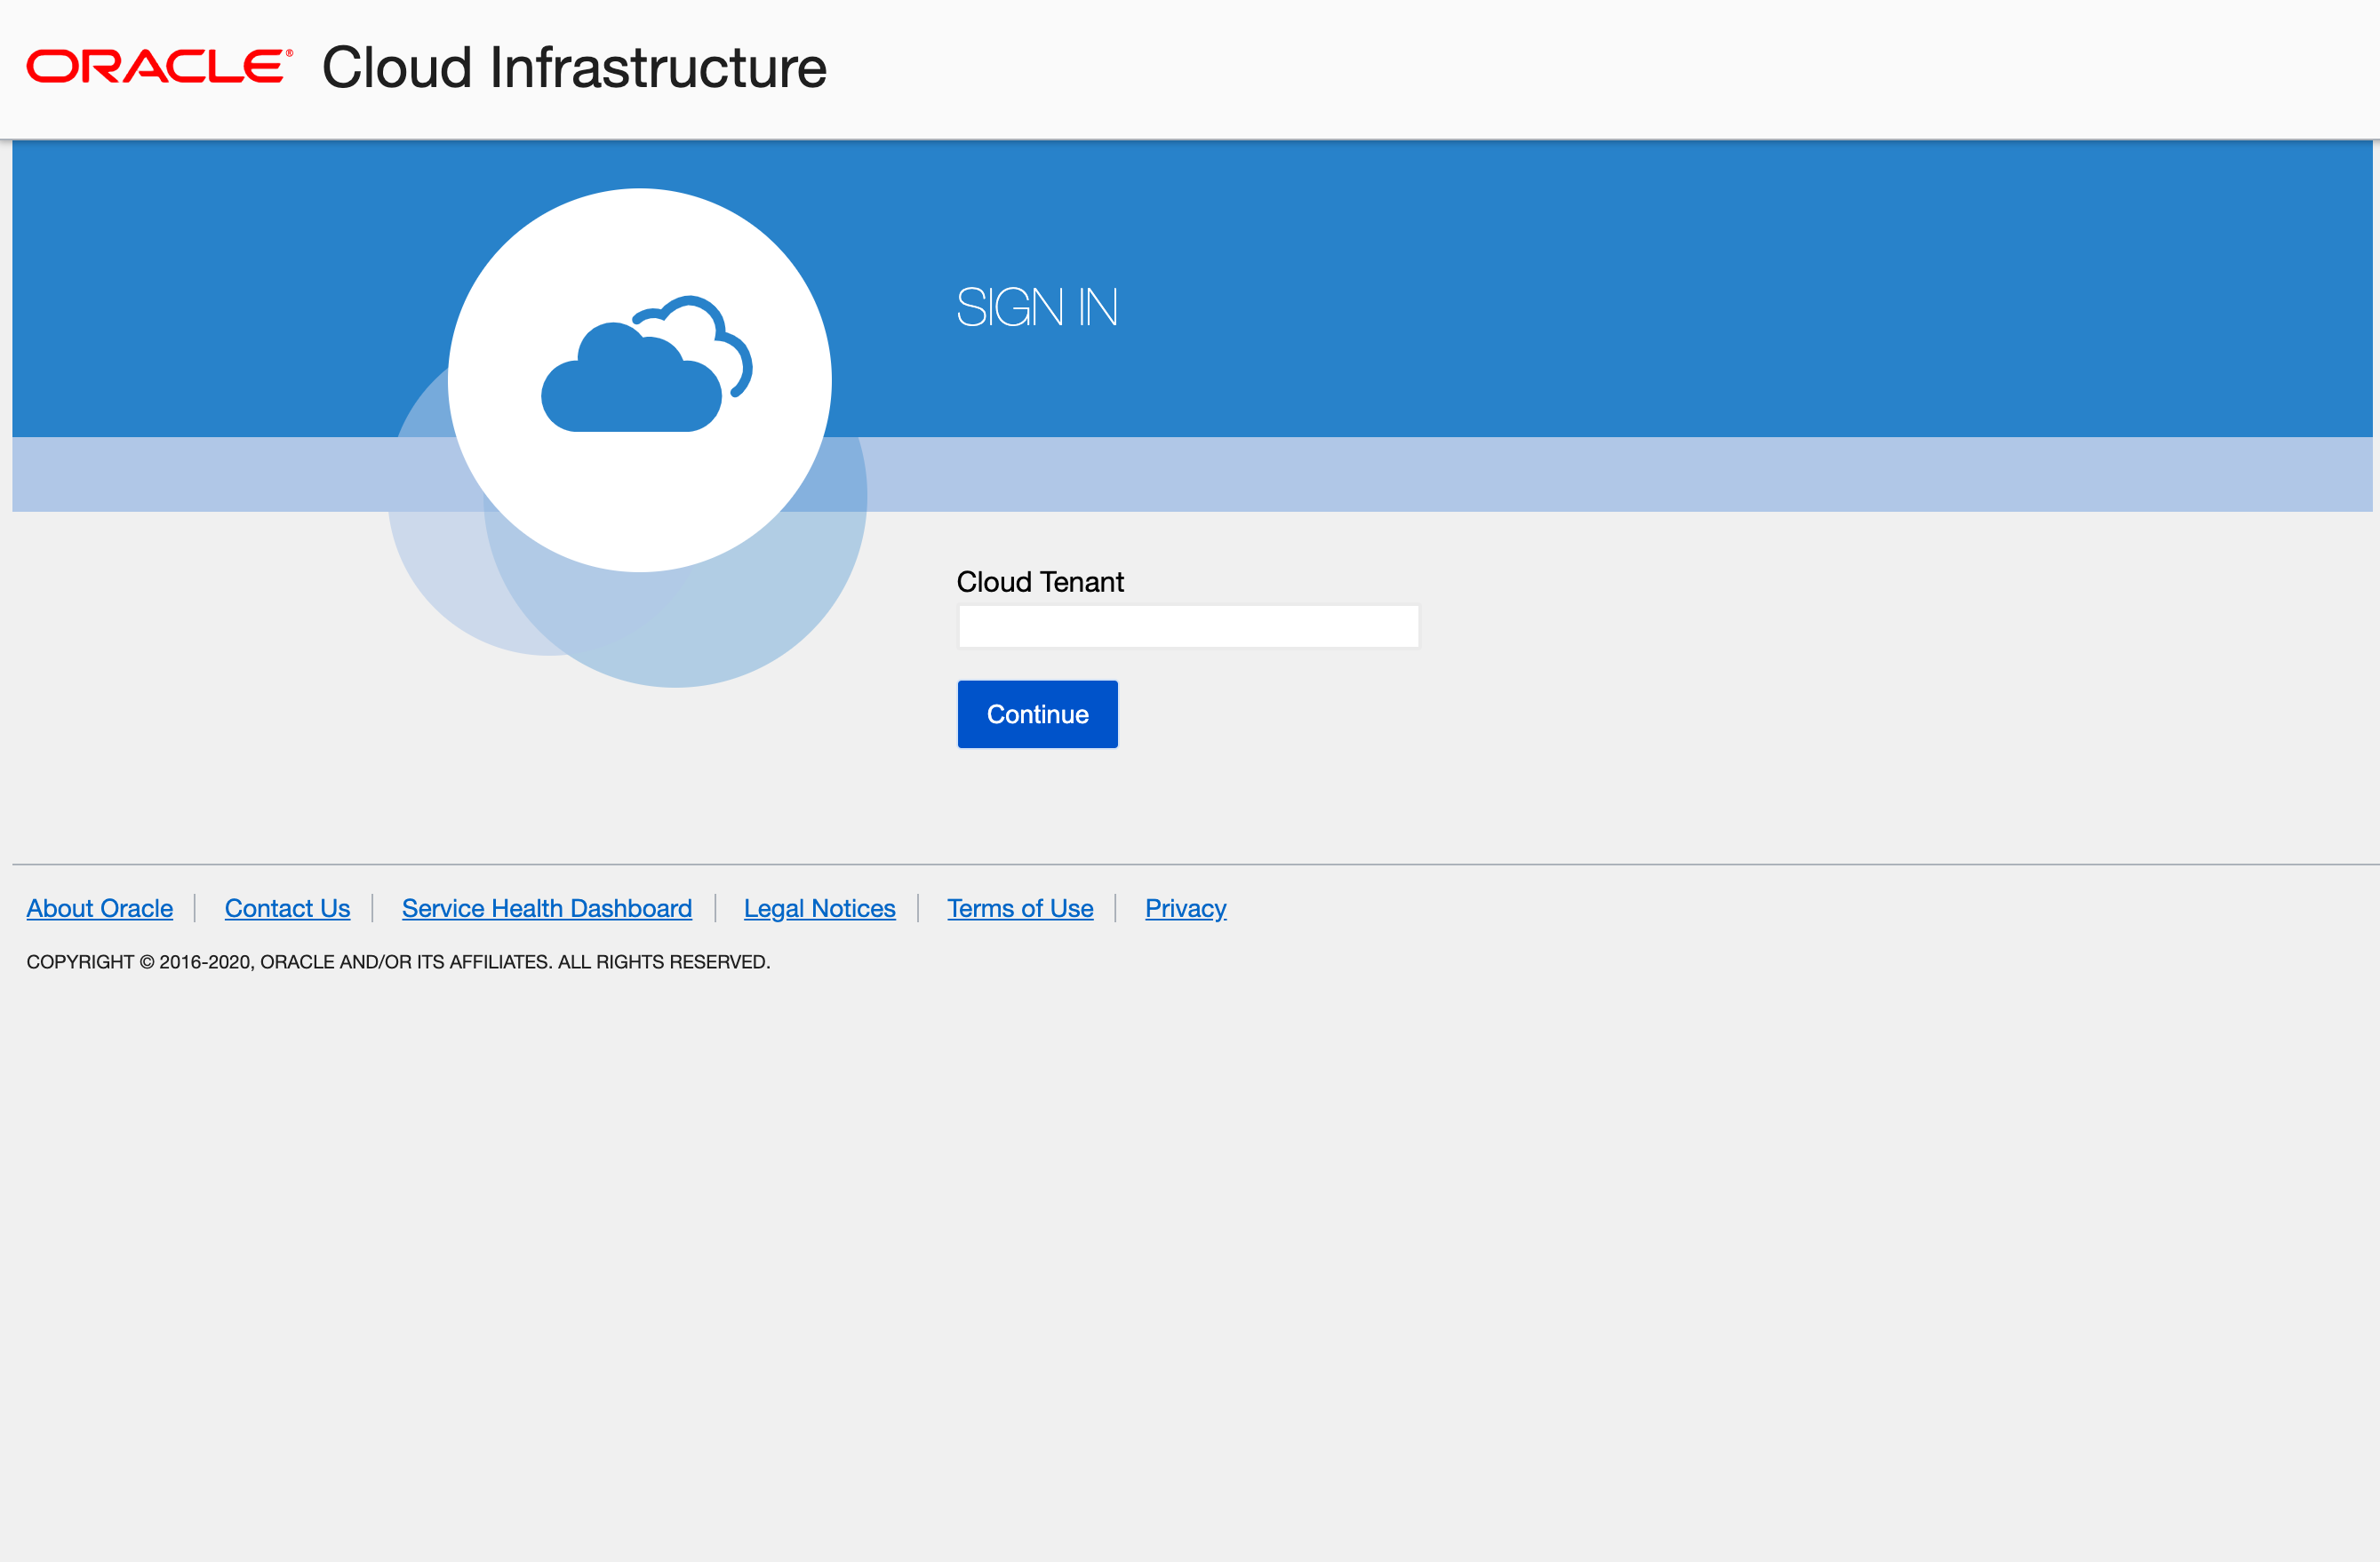 ORACLE® Cloud Infrastructure
SIGN IN
Cloud Tenant
Continue
About Oracle Contact Us Service Health Dashboard Legal Notices Terms of Use Privacy
COPYRIGHT © 2016-2020, ORACLE AND/OR ITS AFFILIATES. ALL RIGHTS RESERVED.